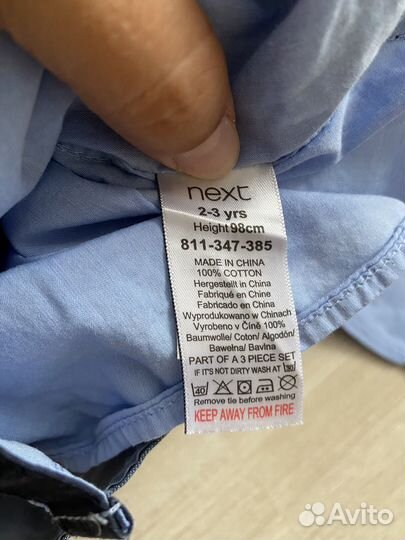 next
2-3 yrs
Height 98cm
811-347-385
MADE IN CHINA
100% COTTON
Hergestellt in China
Fabriqué en Chine
Fabricado en China
Wyprodukowano w Chinach
Vyrobeno v Číně 100%
Baumwolle/ Coton/ Algodón/
Bawełna/ Bavlna
PART OF A 3 PIECE SET
IF IT'S NOT DIRTY WASH AT 30
40
Remove tie before washing
KEEP AWAY FROM FIRE
Avito